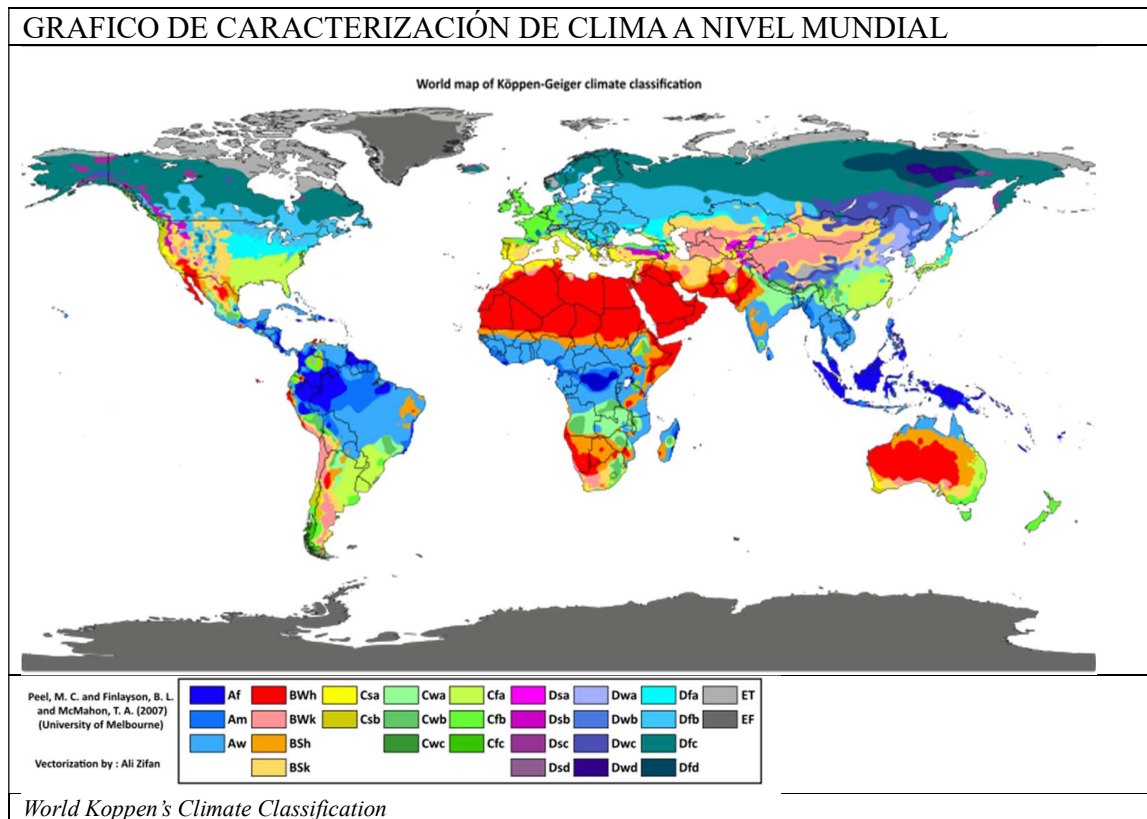 GRAFICO DE CARACTERIZACIÓN DE CLIMA A NIVEL MUNDIAL
World map of Köppen-Geiger climate classification
Peel, M. C. and Finlayson, B. L.
and McMahon, T. A. (2007)
(University of Melbourne)
Vectorization by : Ali Zifan
Af BWh Csa Cwa Cfa Dsa Dwa Dfa ET
Am BWk Csb Cwb Cfb Dsb Dwb Dfb EF
Aw BSh Cwc Cfc Dsc Dwc Dfc
BSk Dsd Dwd Dfd
World Koppen’s Climate Classification